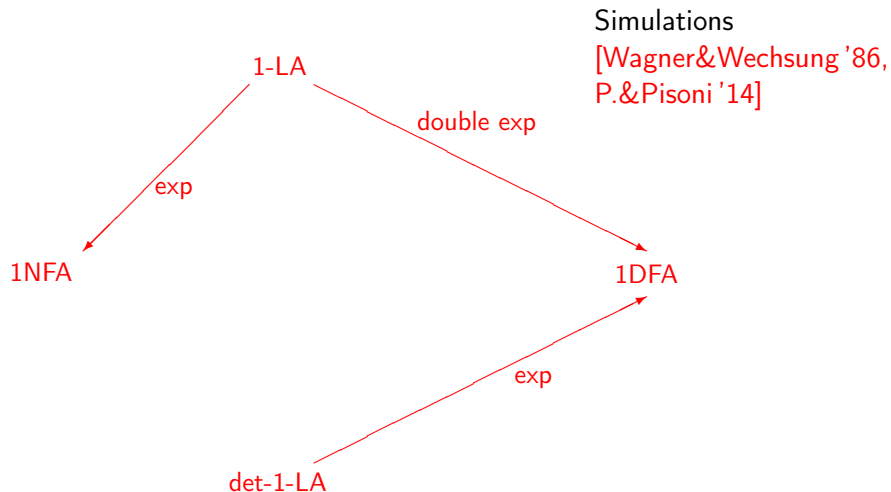 Simulations
[Wagner&Wechsung '86,
P.&Pisoni '14]
1-LA
double exp
exp
1NFA
1DFA
exp
det-1-LA